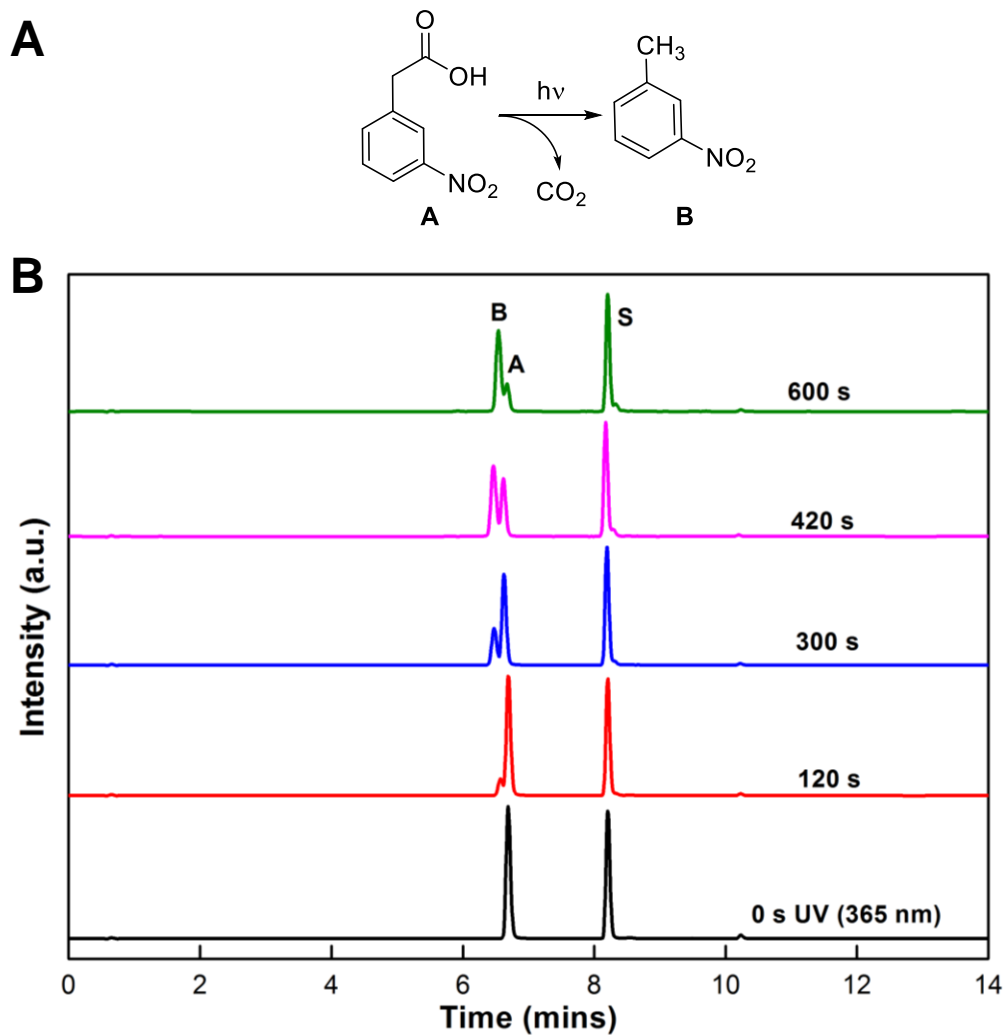 A
O
OH
NO₂
A
hν
CO₂
CH₃
NO₂
B
B
B
A
S
600 s
420 s
300 s
120 s
0 s UV (365 nm)
Intensity (a.u.)
0 2 4 6 8 10 12 14
Time (mins)